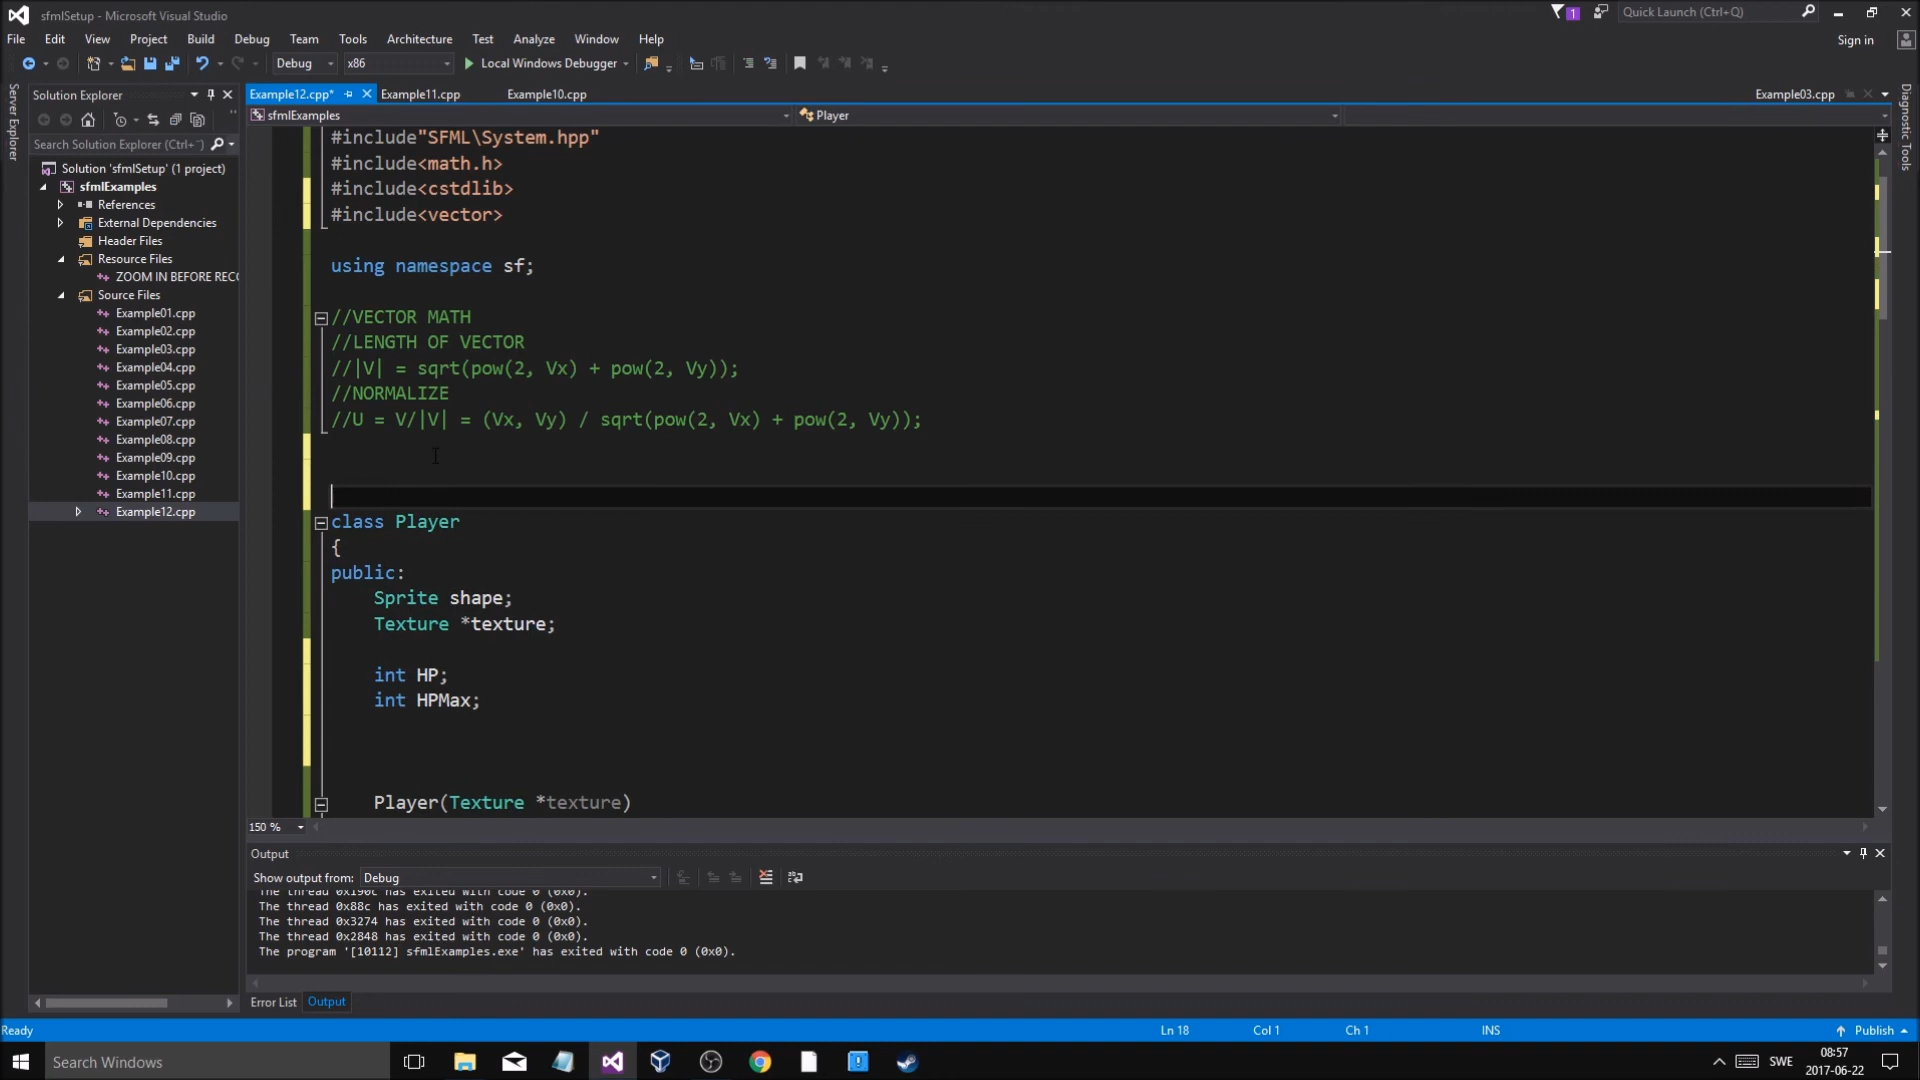 sfmlSetup - Microsoft Visual Studio
1
Quick Launch (Ctrl+Q)
File Edit View Project Build Debug Team Tools Architecture Test Analyze Window Help
Sign in
Debug x86 Local Windows Debugger
Server Explorer
Solution Explorer
Example12.cpp* Example11.cpp Example10.cpp Example03.cpp
Diagnostic Tools
sfmlExamples Player
Search Solution Explorer (Ctrl+
Solution 'sfmlSetup' (1 project)
sfmlExamples
References
External Dependencies
Header Files
Resource Files
ZOOM IN BEFORE REC
Source Files
Example01.cpp
Example02.cpp
Example03.cpp
Example04.cpp
Example05.cpp
Example06.cpp
Example07.cpp
Example08.cpp
Example09.cpp
Example10.cpp
Example11.cpp
Example12.cpp
#include"SFML\System.hpp"
#include<math.h>
#include<cstdlib>
#include<vector>
using namespace sf;
//VECTOR MATH
//LENGTH OF VECTOR
//|V| = sqrt(pow(2, Vx) + pow(2, Vy));
//NORMALIZE
//U = V/|V| = (Vx, Vy) / sqrt(pow(2, Vx) + pow(2, Vy));
class Player
{
public:
Sprite shape;
Texture *texture;
int HP;
int HPMax;
Player(Texture *texture)
150 %
Output
Show output from: Debug
The thread 0x190c has exited with code 0 (0x0).
The thread 0x88c has exited with code 0 (0x0).
The thread 0x3274 has exited with code 0 (0x0).
The thread 0x2848 has exited with code 0 (0x0).
The program '[10112] sfmlExamples.exe' has exited with code 0 (0x0).
Error List Output
Ready Ln 18 Col 1 Ch 1 INS Publish
Search Windows
SWE
08:57
2017-06-22